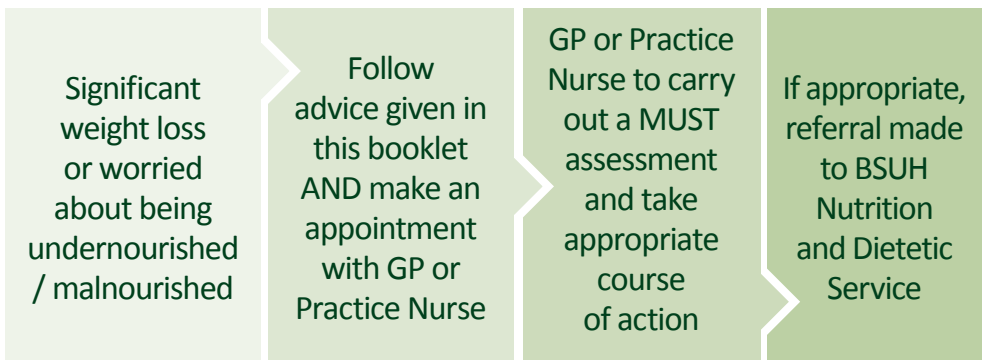 Significant
weight loss
or worried
about being
undernourished
/ malnourished
Follow
advice given in
this booklet
AND make an
appointment
with GP or
Practice Nurse
GP or Practice
Nurse to carry
out a MUST
assessment
and take
appropriate
course
of action
If appropriate,
referral made
to BSUH
Nutrition
and Dietetic
Service